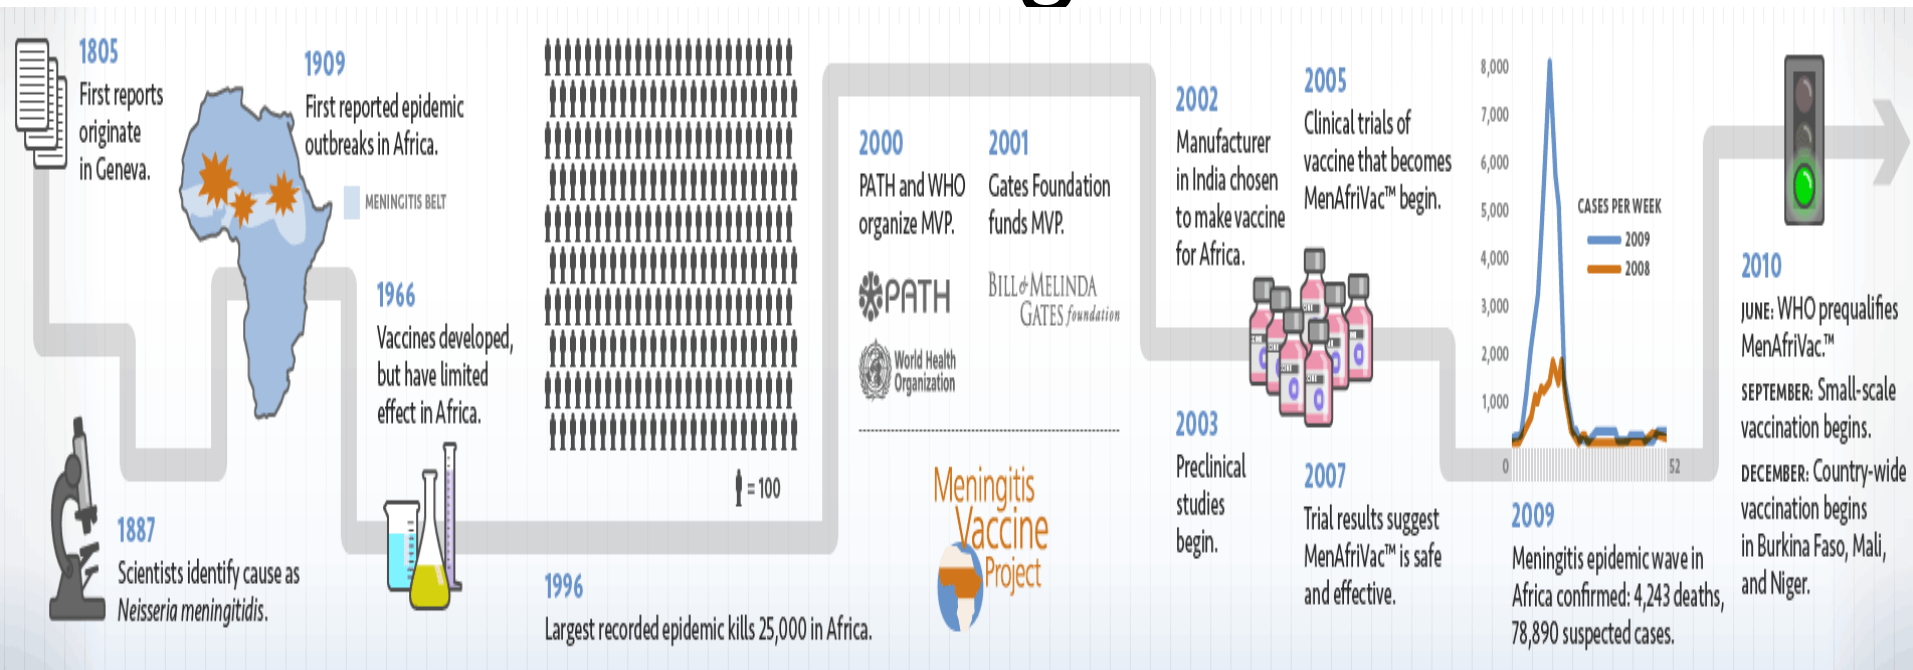 1805
First reports
originate
in Geneva.
1909
First reported epidemic
outbreaks in Africa.
MENINGITIS BELT
1887
Scientists identify cause as
Neisseria meningitidis.
1966
Vaccines developed,
but have limited
effect in Africa.
= 100
1996
Largest recorded epidemic kills 25,000 in Africa.
2000
PATH and WHO
organize MVP.
PATH
World Health
Organization
2001
Gates Foundation
funds MVP.
BILL & MELINDA
GATES foundation
Meningitis
Vaccine
Project
2002
Manufacturer
in India chosen
to make vaccine
for Africa.
2003
Preclinical
studies
begin.
2005
Clinical trials of
vaccine that becomes
MenAfriVac™ begin.
2007
Trial results suggest
MenAfriVac™ is safe
and effective.
8,000
7,000
6,000
5,000
4,000
3,000
2,000
1,000
0
52
CASES PER WEEK
2009
2008
2009
Meningitis epidemic wave in
Africa confirmed: 4,243 deaths,
78,890 suspected cases.
2010
JUNE: WHO prequalifies
MenAfriVac.™
SEPTEMBER: Small-scale
vaccination begins.
DECEMBER: Country-wide
vaccination begins
in Burkina Faso, Mali,
and Niger.